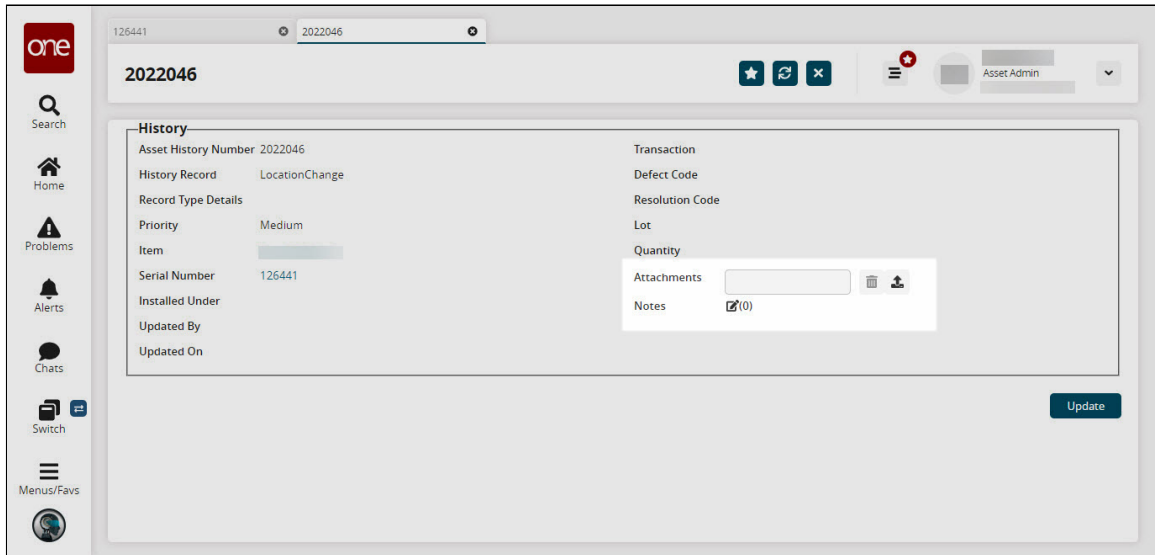 one
126441 2022046
2022046
Asset Admin
Search
Home
Problems
Alerts
Chats
Switch
Menus/Favs
History
Asset History Number 2022046
History Record LocationChange
Record Type Details
Priority Medium
Item
Serial Number 126441
Installed Under
Updated By
Updated On
Transaction
Defect Code
Resolution Code
Lot
Quantity
Attachments
Notes (0)
Update